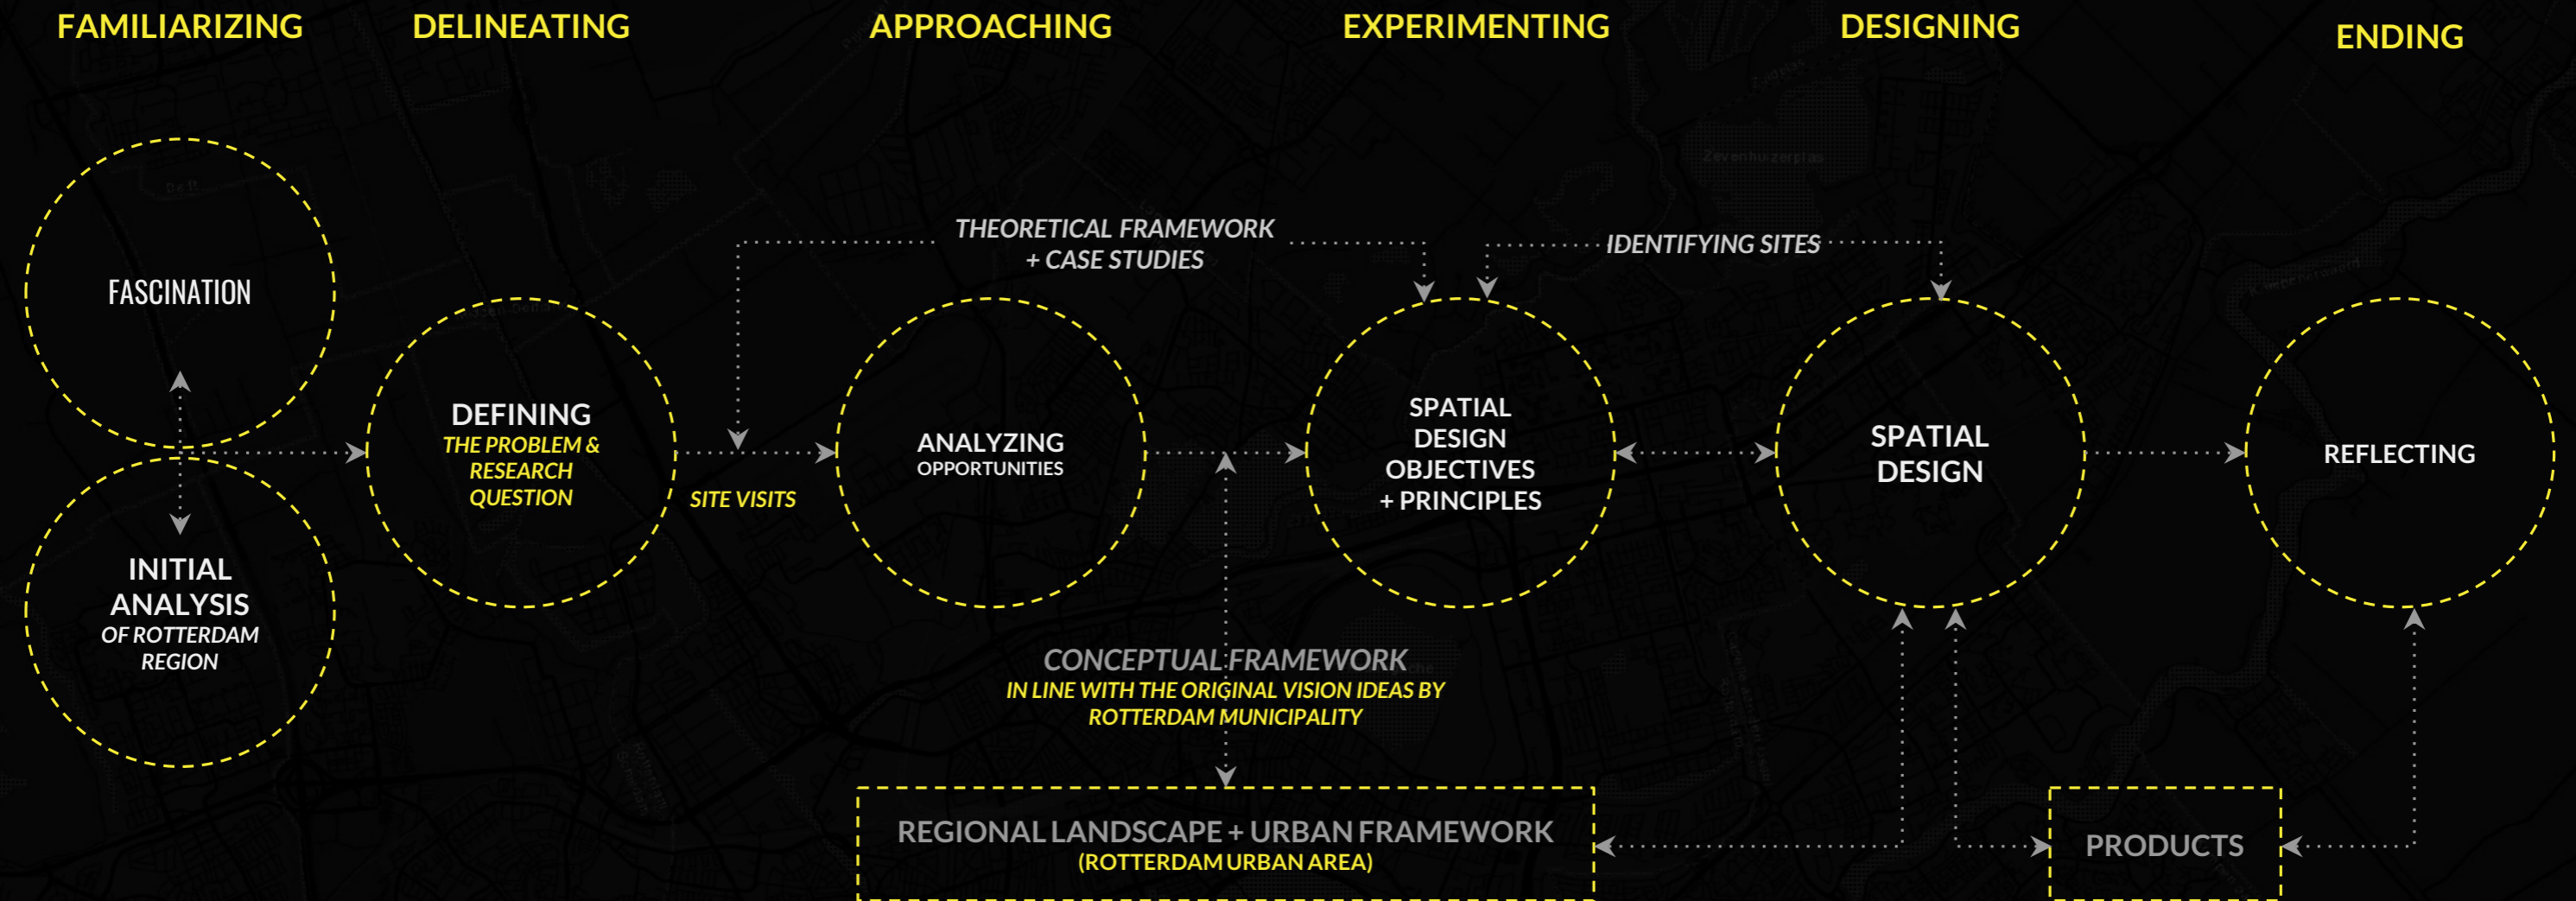 FAMILIARIZING
DELINEATING
APPROACHING
EXPERIMENTING
DESIGNING
ENDING
FASCINATION
INITIAL
ANALYSIS
OF ROTTERDAM
REGION
DEFINING
THE PROBLEM &
RESEARCH
QUESTION
SITE VISITS
THEORETICAL FRAMEWORK
+ CASE STUDIES
ANALYZING
OPPORTUNITIES
CONCEPTUAL FRAMEWORK
IN LINE WITH THE ORIGINAL VISION IDEAS BY
ROTTERDAM MUNICIPALITY
REGIONAL LANDSCAPE + URBAN FRAMEWORK
(ROTTERDAM URBAN AREA)
IDENTIFYING SITES
SPATIAL
DESIGN
OBJECTIVES
+ PRINCIPLES
SPATIAL
DESIGN
PRODUCTS
REFLECTING
Delft
Zevenhuizerplas